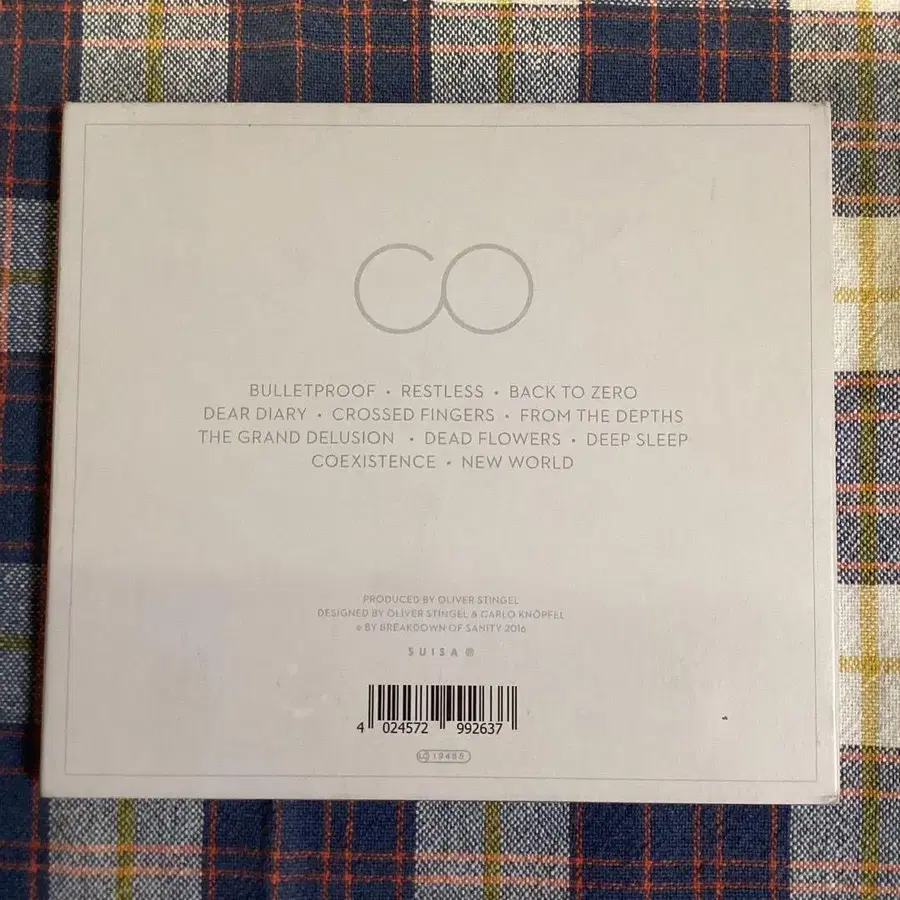 CO
BULLETPROOF • RESTLESS • BACK TO ZERO
DEAR DIARY • CROSSED FINGERS • FROM THE DEPTHS
THE GRAND DELUSION • DEAD FLOWERS • DEEP SLEEP
COEXISTENCE • NEW WORLD
PRODUCED BY OLIVER STINGEL
DESIGNED BY OLIVER STINGEL & CARLO KNÖPFEL
© BY BREAKDOWN OF SANITY 2016
SUISA
4 024572 992637
LC 19486